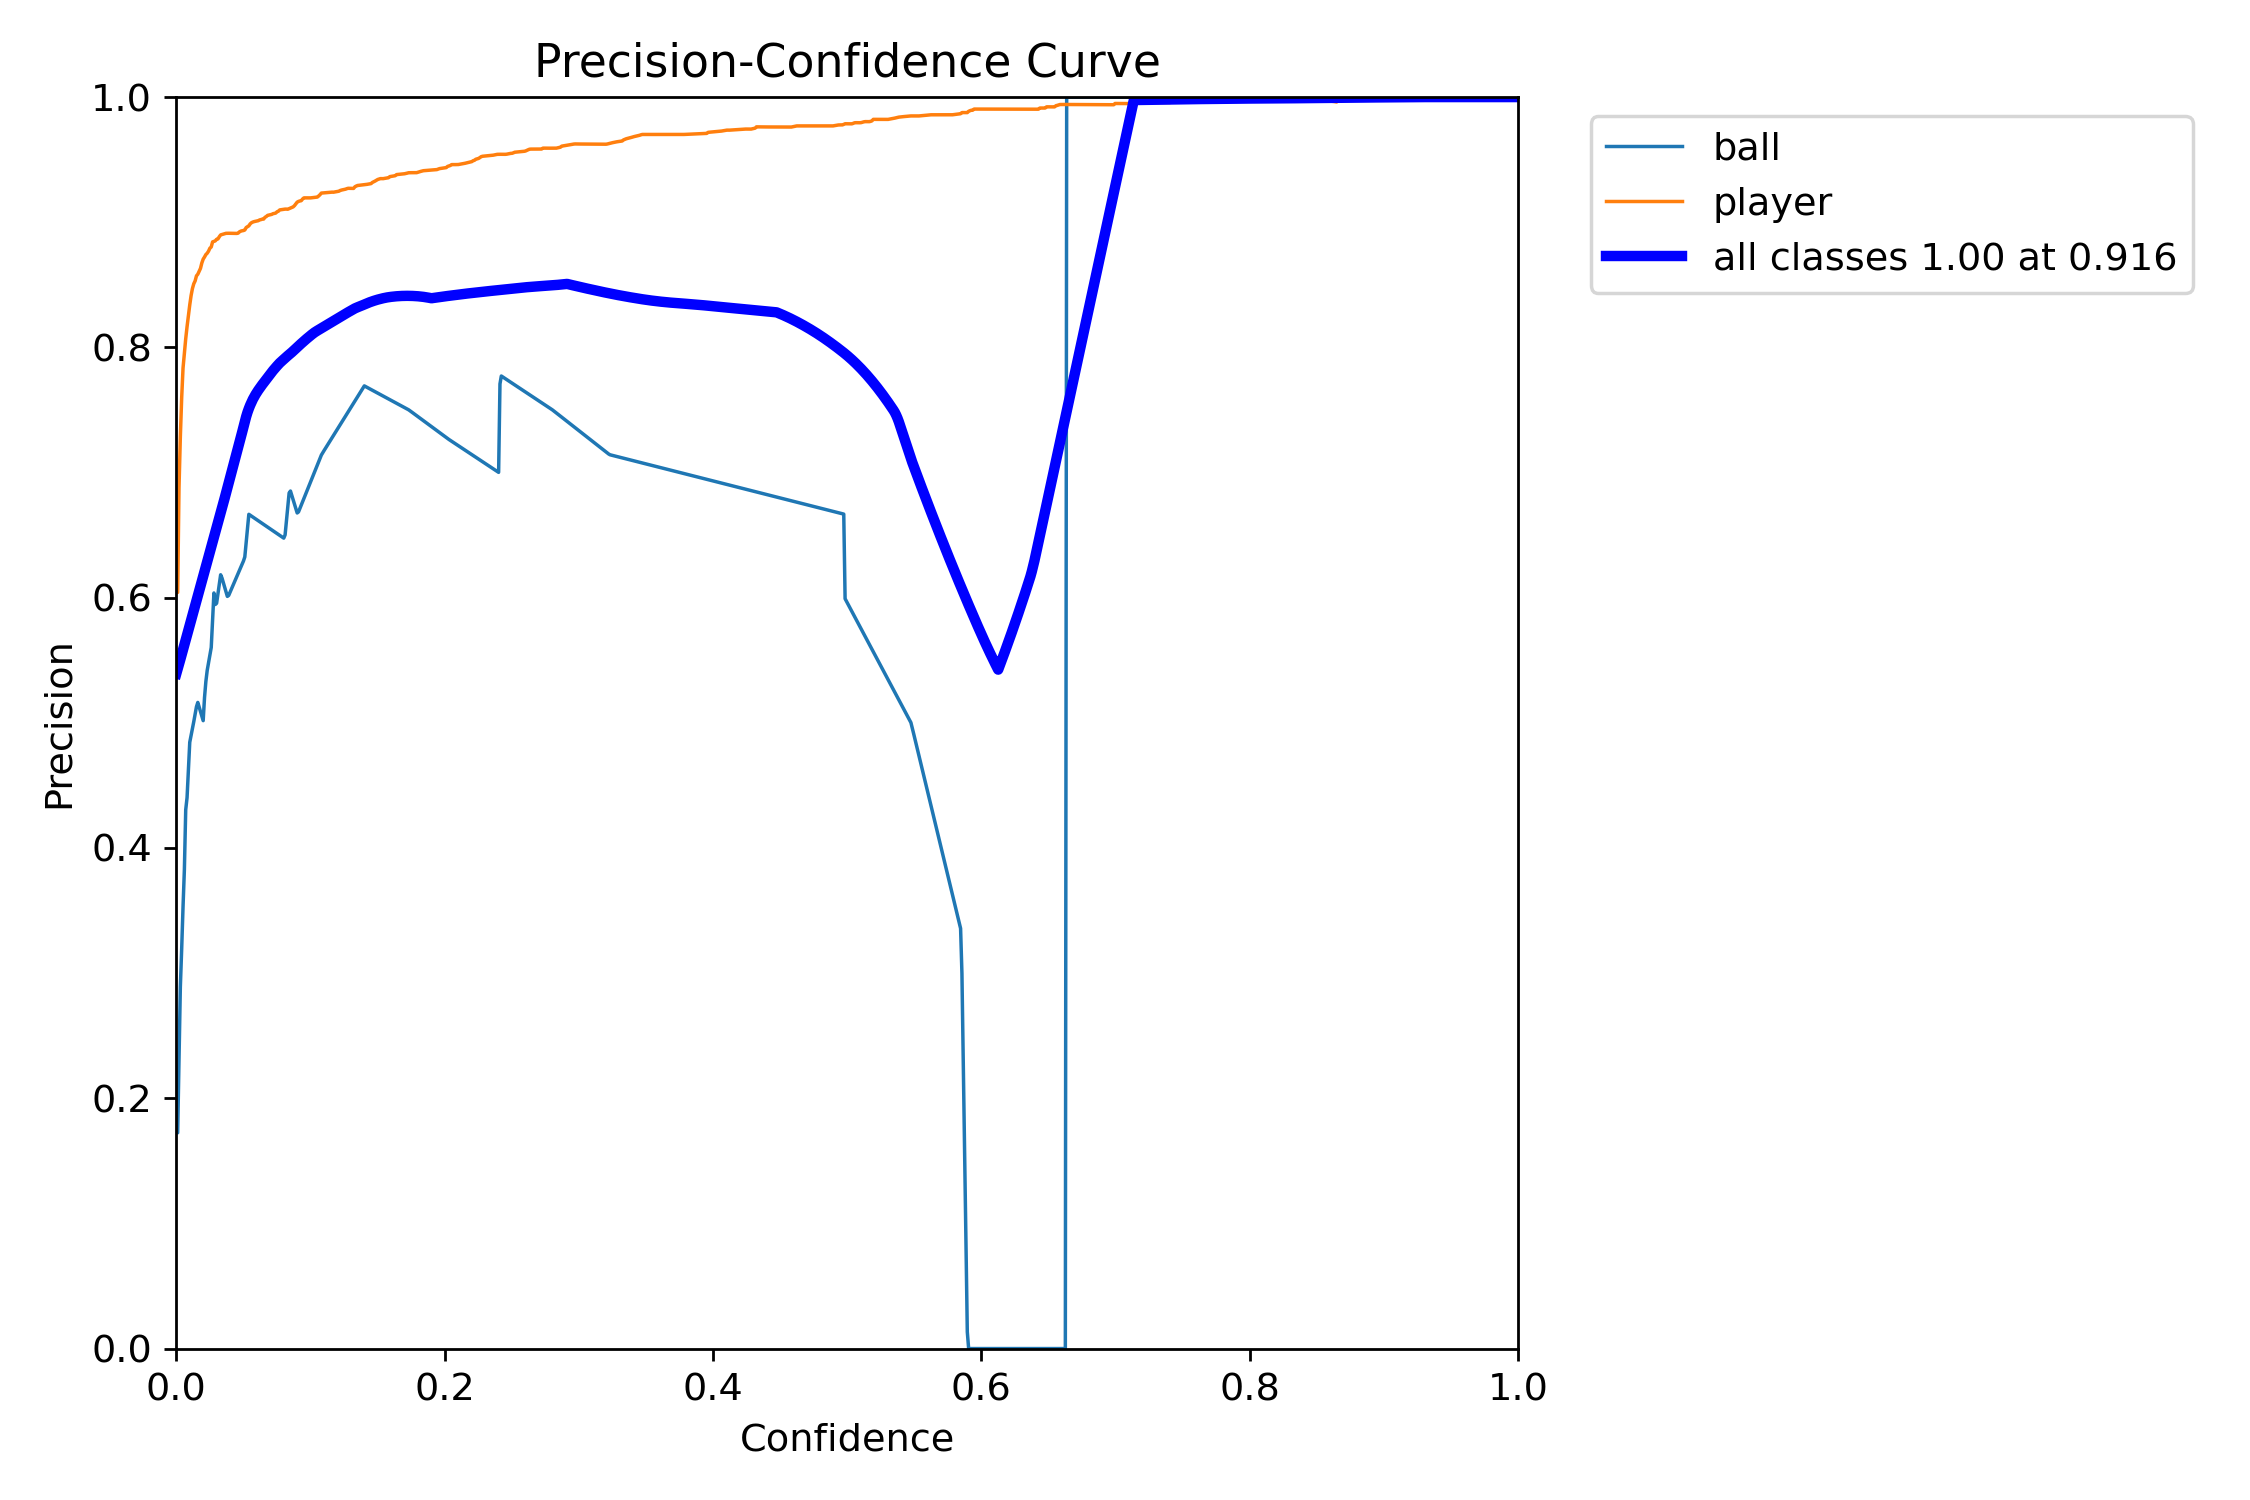 Precision-Confidence Curve
1.0
0.8
0.6
0.4
0.2
0.0
Precision
0.0 0.2 0.4 0.6 0.8 1.0
Confidence
ball
player
all classes 1.00 at 0.916